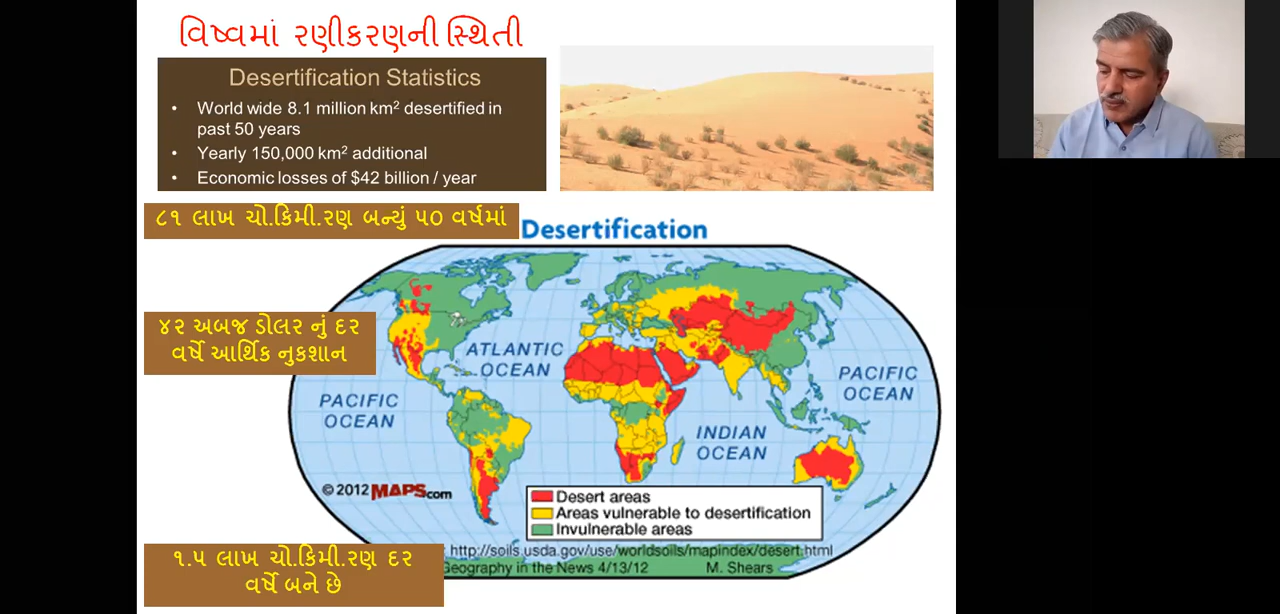 વિષ્વમાં રણીકરણની સ્થિતી
Desertification Statistics
• World wide 8.1 million km² desertified in
past 50 years
• Yearly 150,000 km² additional
• Economic losses of $42 billion / year
૮૧ લાખ ચો.કિમી.રણ બન્યું ૫૦ વર્ષમાં
Desertification
૪૨ અબજ ડોલર નું દર
વર્ષે આર્થિક નુકશાન
ATLANTIC
OCEAN
PACIFIC
OCEAN
PACIFIC
OCEAN
INDIAN
OCEAN
© 2012 MAPS.com
Desert areas
Areas vulnerable to desertification
Invulnerable areas
http://soils.usda.gov/use/worldsoils/mapindex/desert.html
Geography in the News 4/13/12 M. Shears
૧.૫ લાખ ચો.કિમી.રણ દર
વર્ષે બને છે